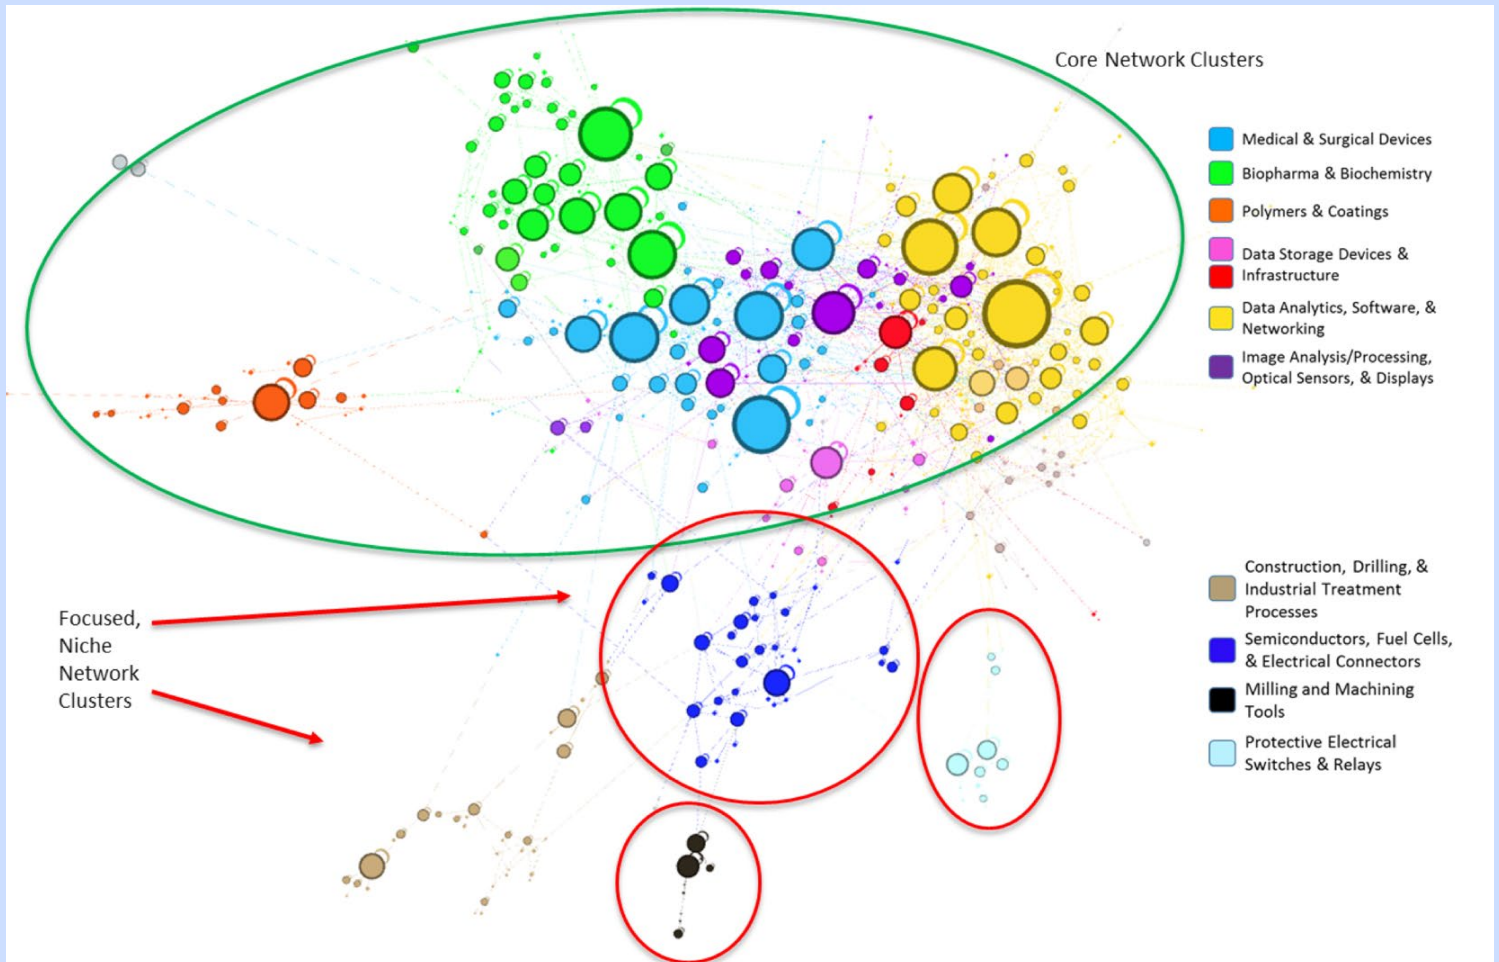 Core Network Clusters
Medical & Surgical Devices
Biopharma & Biochemistry
Polymers & Coatings
Data Storage Devices &
Infrastructure
Data Analytics, Software, &
Networking
Image Analysis/Processing,
Optical Sensors, & Displays
Focused,
Niche
Network
Clusters
Construction, Drilling, &
Industrial Treatment
Processes
Semiconductors, Fuel Cells,
& Electrical Connectors
Milling and Machining
Tools
Protective Electrical
Switches & Relays